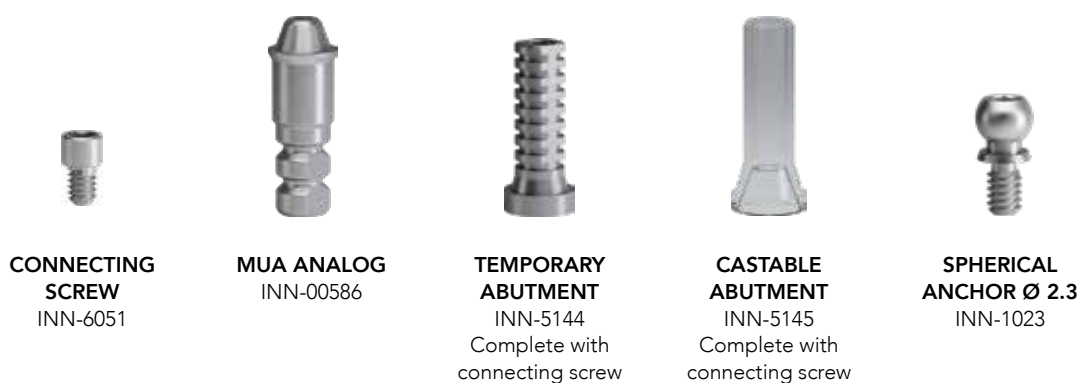 CONNECTING
SCREW
INN-6051
MUA ANALOG
INN-00586
TEMPORARY
ABUTMENT
INN-5144
Complete with
connecting screw
CASTABLE
ABUTMENT
INN-5145
Complete with
connecting screw
SPHERICAL
ANCHOR Ø 2.3
INN-1023